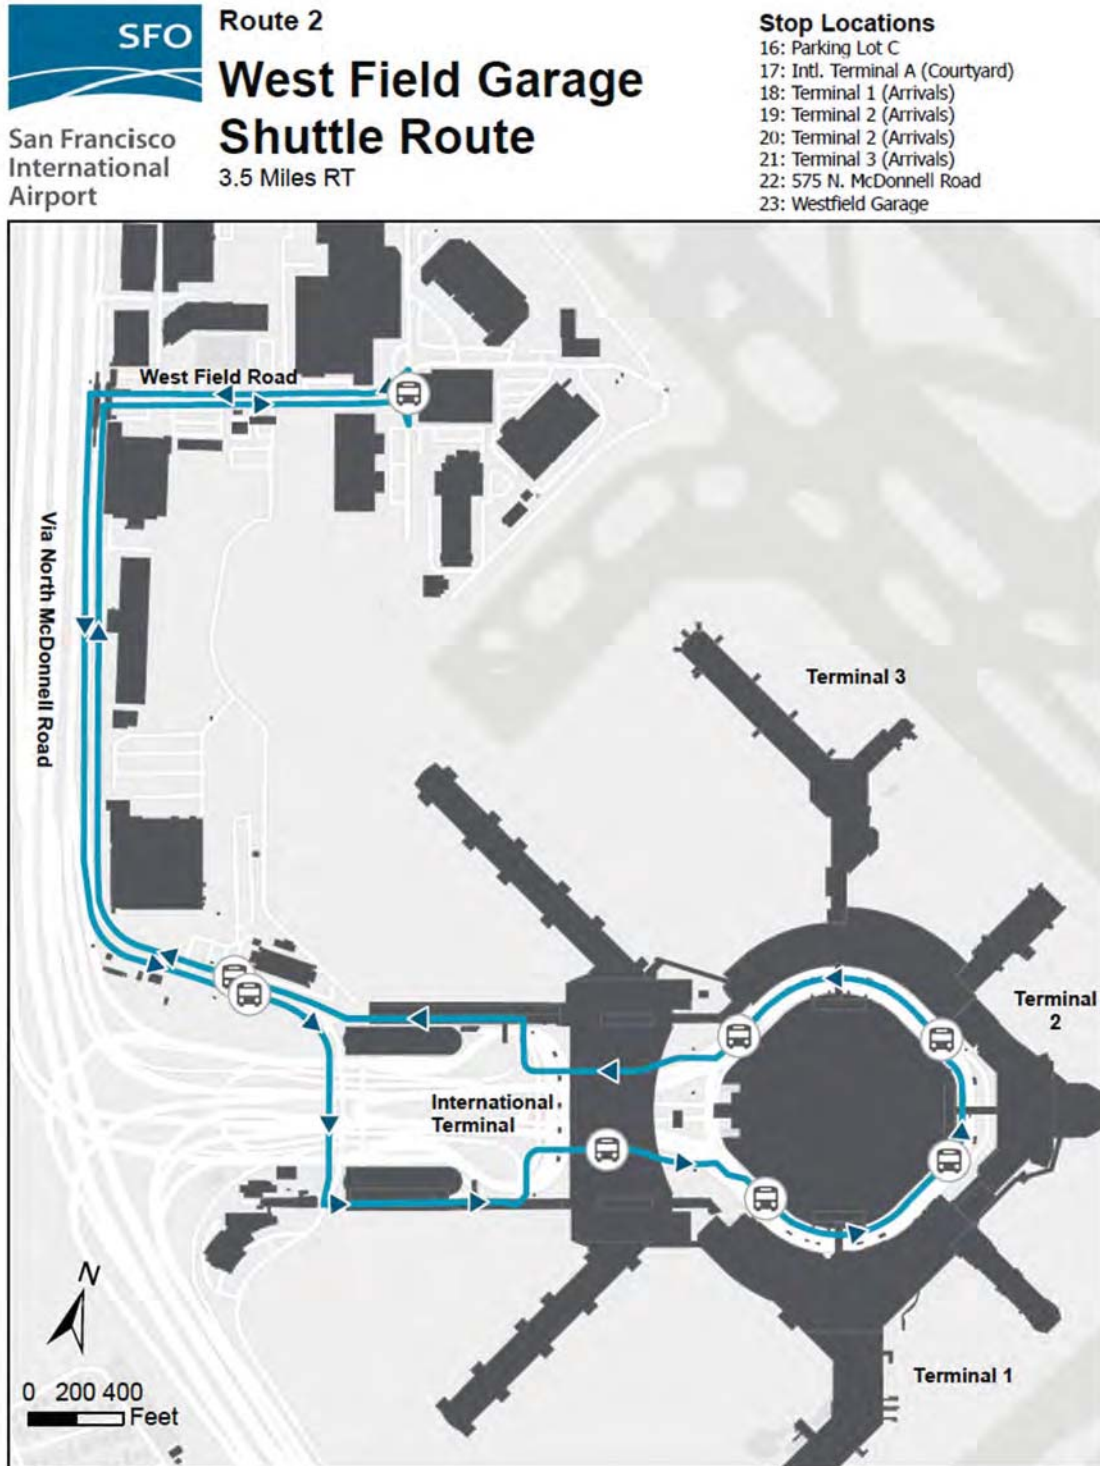 SFO
San Francisco
International
Airport
Route 2
West Field Garage
Shuttle Route
3.5 Miles RT
Stop Locations
16: Parking Lot C
17: Intl. Terminal A (Courtyard)
18: Terminal 1 (Arrivals)
19: Terminal 2 (Arrivals)
20: Terminal 2 (Arrivals)
21: Terminal 3 (Arrivals)
22: 575 N. McDonnell Road
23: Westfield Garage
West Field Road
Via North McDonnell Road
Terminal 3
Terminal
2
International
Terminal
Terminal 1
N
0 200 400
Feet